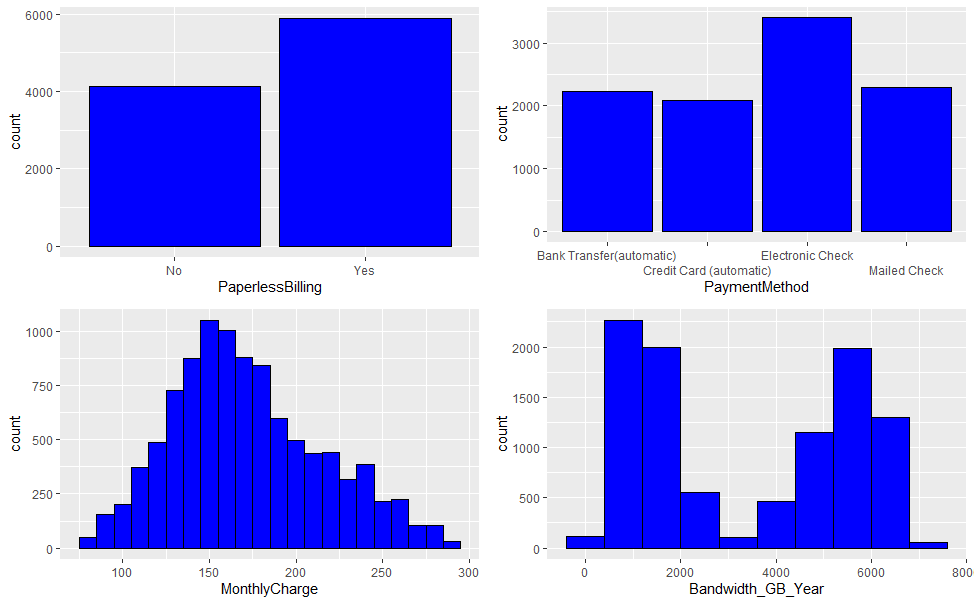 count
6000
4000
2000
0
No Yes
PaperlessBilling
count
3000
2000
1000
0
Bank Transfer(automatic) Electronic Check
Credit Card (automatic) Mailed Check
PaymentMethod
count
1000
750
500
250
0
100 150 200 250 300
MonthlyCharge
count
2000
1500
1000
500
0
0 2000 4000 6000 8000
Bandwidth_GB_Year